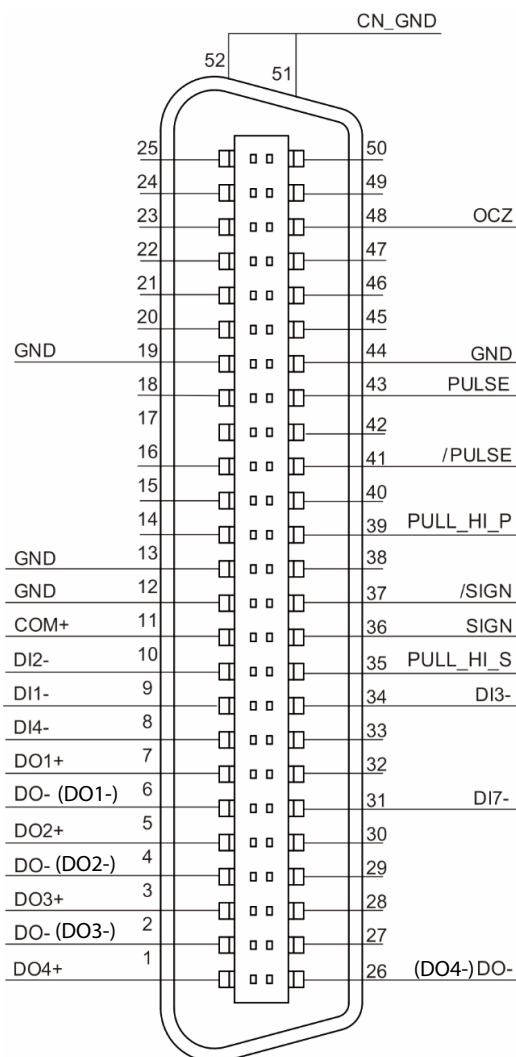 CN_GND
52 51
25 50
24 49
23 48 OCZ
22 47
21 46
20 45
GND 19 44 GND
18 43 PULSE
17 42
16 41 /PULSE
15 40
14 39 PULL_HI_P
GND 13 38
GND 12 37 /SIGN
COM+ 11 36 SIGN
DI2- 10 35 PULL_HI_S
DI1- 9 34 DI3-
DI4- 8 33
DO1+ 7 32
DO- (DO1-) 6 31 DI7-
DO2+ 5 30
DO- (DO2-) 4 29
DO3+ 3 28
DO- (DO3-) 2 27
DO4+ 1 26 (DO4-) DO-